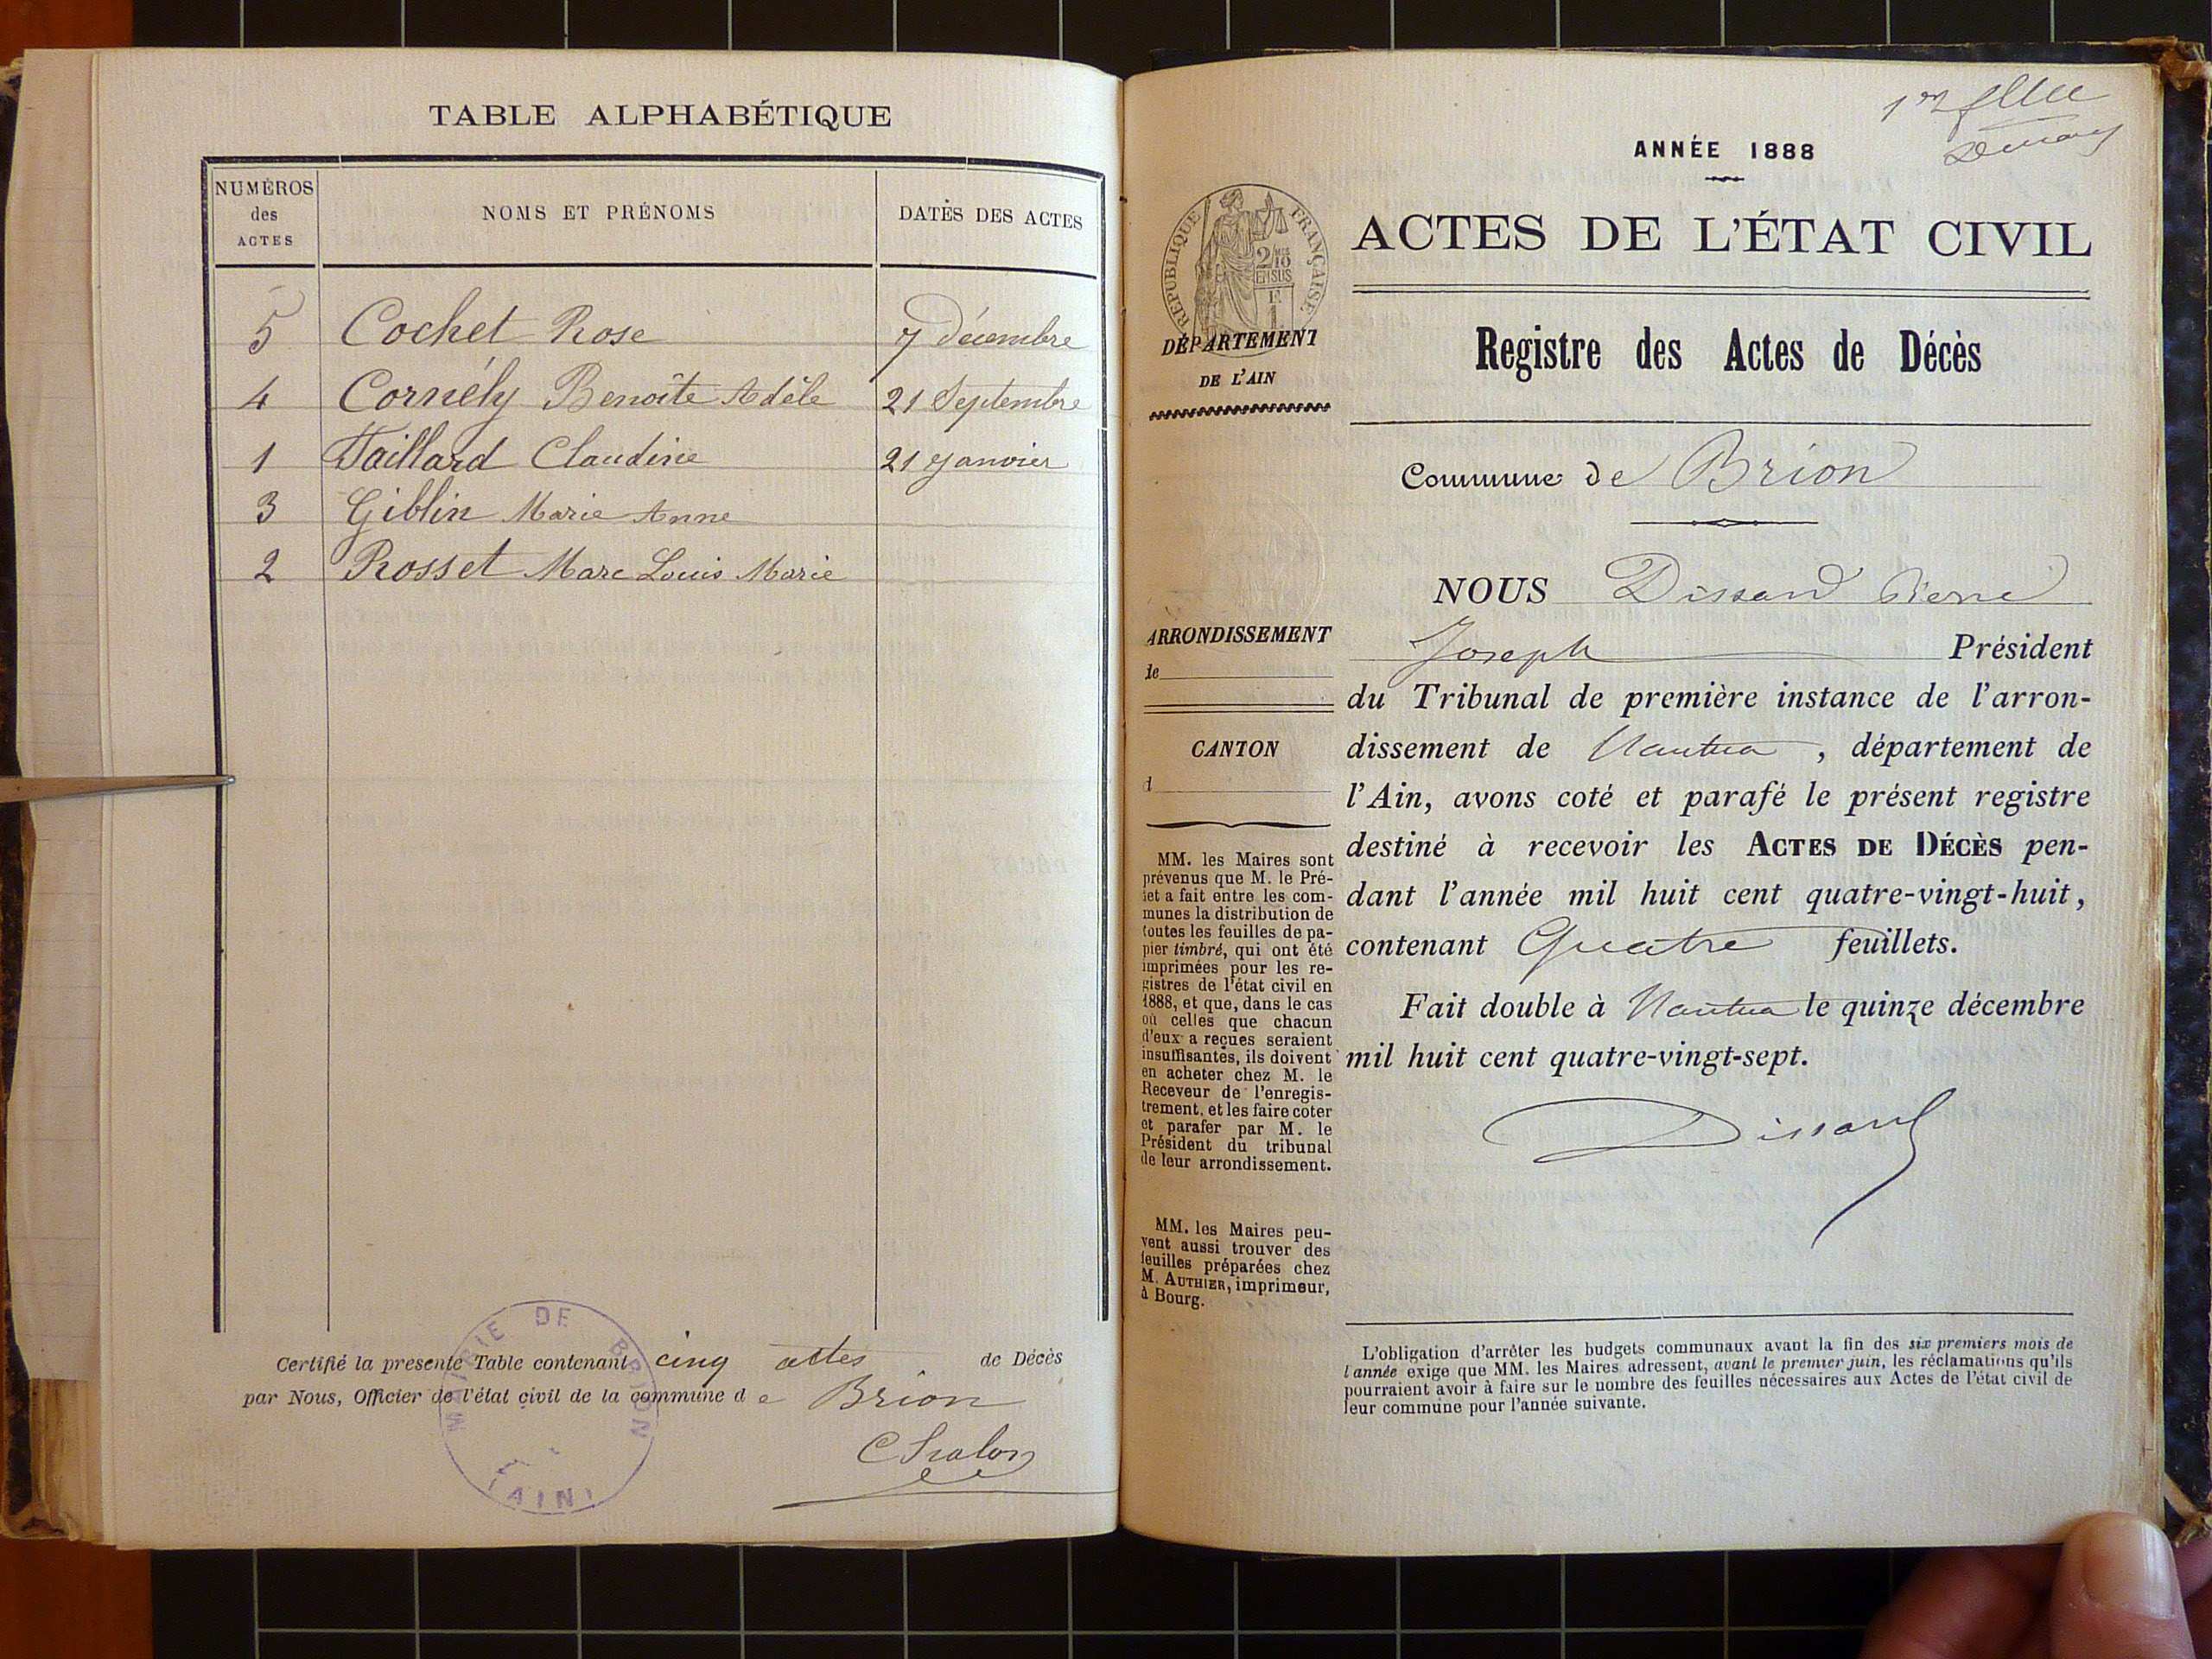 TABLE ALPHABÉTIQUE
NUMÉROS
des
ACTES
NOMS ET PRÉNOMS
DATES DES ACTES
5 Cochet Rose 7 Décembre
4 Cornély Benoîte Adèle 21 Septembre
1 Faillard Claudine 21 Janvier
3 Giblin Marie Anne
2 Rosset Marc Louis Marie
Certifié la présente Table contenant cinq actes de Décès
par Nous, Officier de l'état civil de la commune de Brion
MAIRIE DE BRION
(AIN)
ANNÉE 1888
ACTES DE L'ÉTAT CIVIL
RÉPUBLIQUE FRANÇAISE
DÉPARTEMENT
DE L'AIN
Registre des Actes de Décès
Commune de Brion
NOUS Dissard Pierre
Joseph Président
du Tribunal de première instance de l'arron-
dissement de Nantua, département de
l'Ain, avons coté et parafé le présent registre
destiné à recevoir les ACTES DE DÉCÈS pen-
dant l'année mil huit cent quatre-vingt-huit,
contenant Quatre feuillets.
Fait double à Nantua le quinze décembre
mil huit cent quatre-vingt-sept.
Dissard
ARRONDISSEMENT
de
CANTON
d
MM. les Maires sont
prévenus que M. le Pré-
fet a fait entre les com-
munes la distribution de
toutes les feuilles de pa-
pier timbré, qui ont été
imprimées pour les re-
gistres de l'état civil en
1888, et que, dans le cas
où celles que chacun
d'eux a reçues seraient
insuffisantes, ils doivent
en acheter chez M. le
Receveur de l'enregis-
trement, et les faire coter
et parafer par M. le
Président du tribunal
de leur arrondissement.
MM. les Maires peu-
vent aussi trouver des
feuilles préparées chez
M. AUTHIER, imprimeur,
à Bourg.
L'obligation d'arrêter les budgets communaux avant la fin des six premiers mois de
l'année exige que MM. les Maires adressent, avant le premier juin, les réclamations qu'ils
pourraient avoir à faire sur le nombre des feuilles nécessaires aux Actes de l'état civil de
leur commune pour l'année suivante.